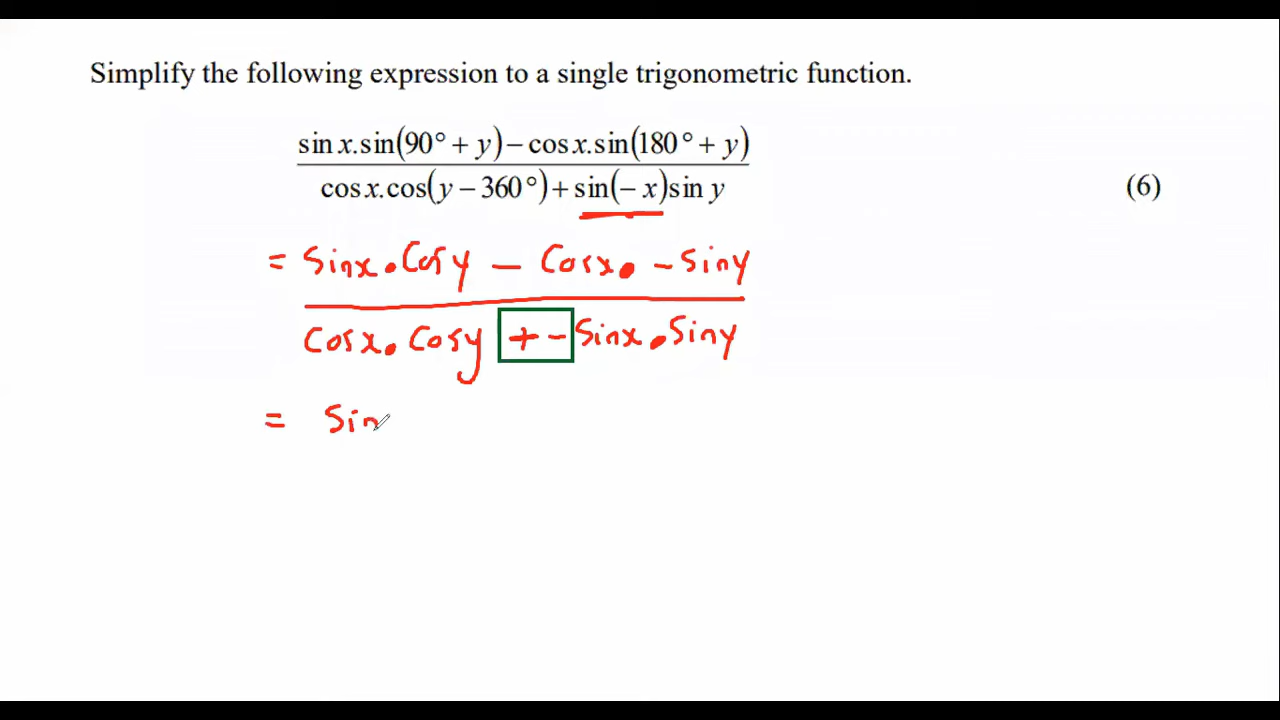 Simplify the following expression to a single trigonometric function.
sin x.sin(90° + y) − cos x.sin(180° + y)
cos x.cos(y − 360°) + sin(− x)sin y
(6)
= Sinx . Cosy − Cosx . − Siny
Cosx . Cosy + − Sinx . Siny
= Sin